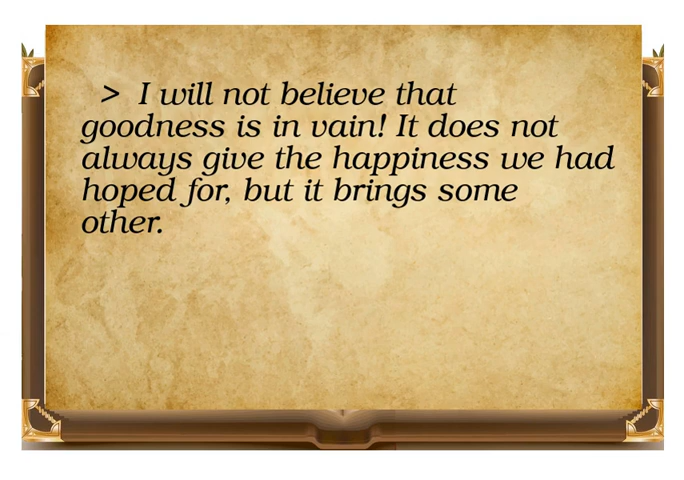 > I will not believe that
goodness is in vain! It does not
always give the happiness we had
hoped for, but it brings some
other.